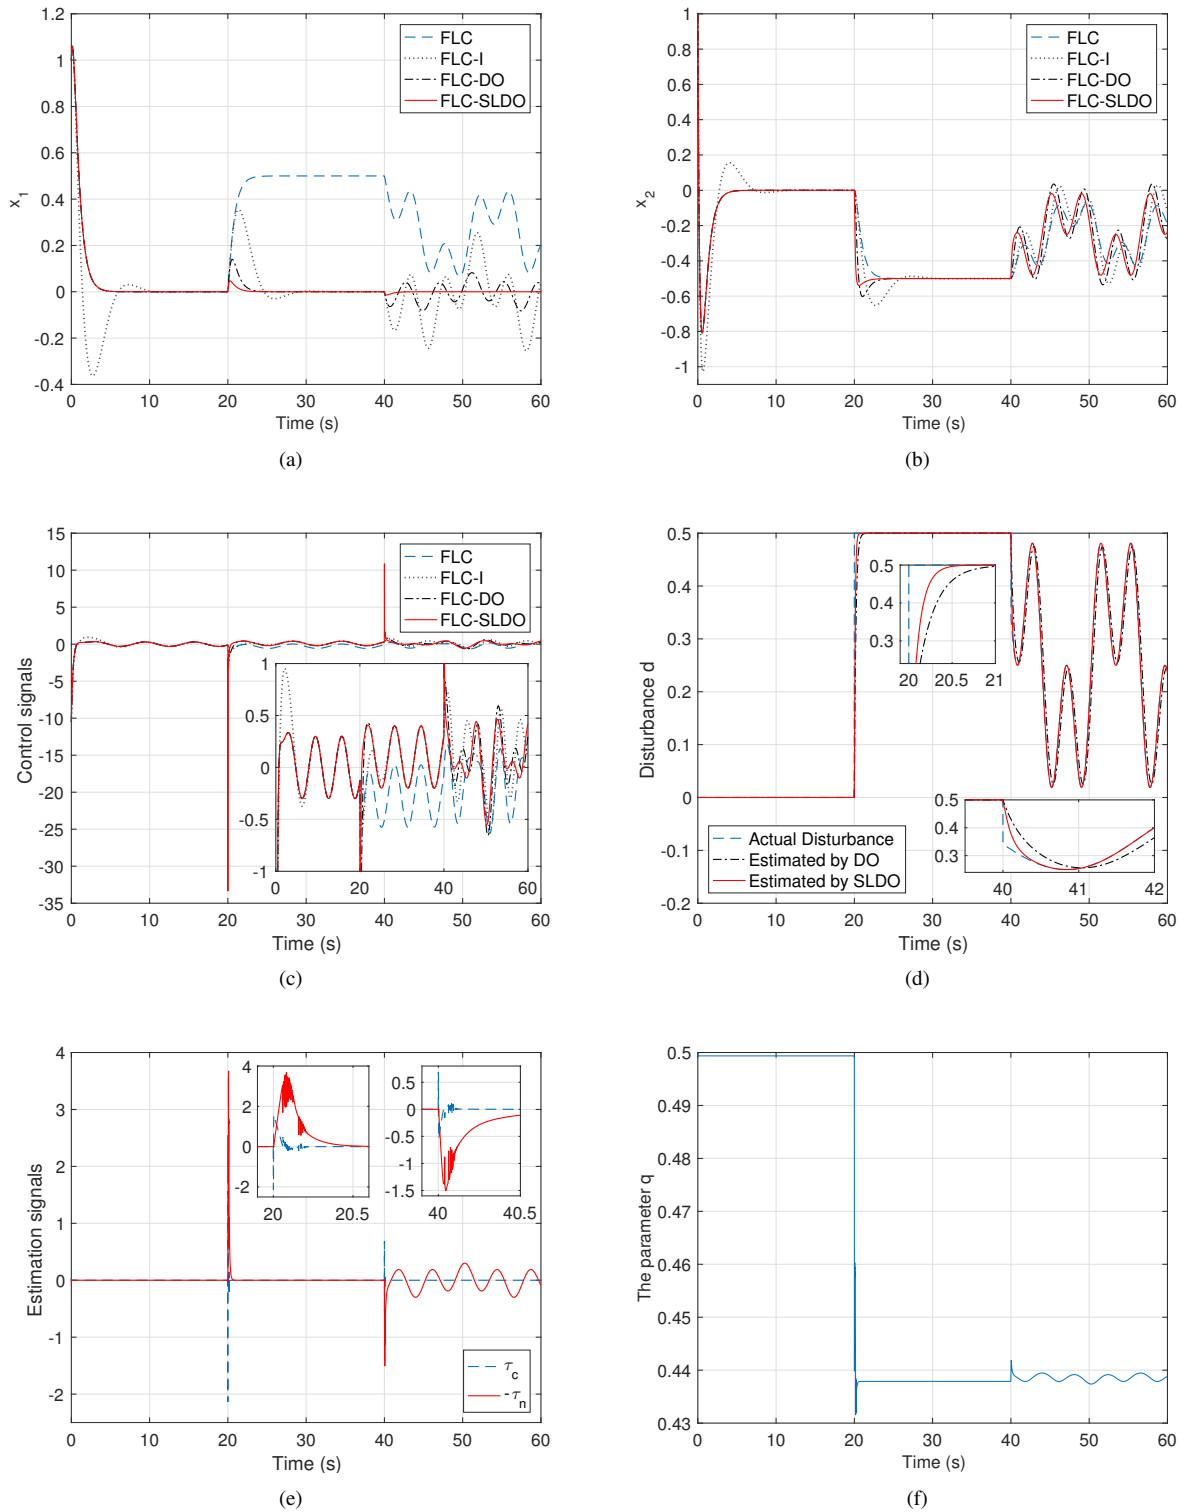 1.2
1
0.8
0.6
0.4
0.2
0
-0.2
-0.4
x1
0 10 20 30 40 50 60
Time (s)
FLC
FLC-I
FLC-DO
FLC-SLDO
(a)
1
0.8
0.6
0.4
0.2
0
-0.2
-0.4
-0.6
-0.8
-1
x2
0 10 20 30 40 50 60
Time (s)
FLC
FLC-I
FLC-DO
FLC-SLDO
(b)
15
10
5
0
-5
-10
-15
-20
-25
-30
-35
Control signals
0 10 20 30 40 50 60
Time (s)
FLC
FLC-I
FLC-DO
FLC-SLDO
1
0.5
0
-0.5
-1
0 20 40 60
(c)
0.5
0.4
0.3
0.2
0.1
0
-0.1
-0.2
Disturbance d
0 10 20 30 40 50 60
Time (s)
0.5
0.4
0.3
20 20.5 21
0.5
0.4
0.3
40 41 42
Actual Disturbance
Estimated by DO
Estimated by SLDO
(d)
4
3
2
1
0
-1
-2
Estimation signals
0 10 20 30 40 50 60
Time (s)
4
2
0
-2
20 20.5
0.5
0
-0.5
-1
-1.5
40 40.5
τc
-τn
(e)
0.5
0.49
0.48
0.47
0.46
0.45
0.44
0.43
The parameter q
0 10 20 30 40 50 60
Time (s)
(f)